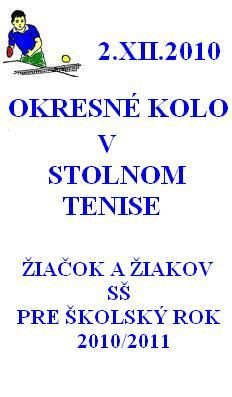 2.XII.2010
OKRESNÉ KOLO
V
STOLNOM
TENISE
ŽIAČOK A ŽIAKOV
SŠ
PRE ŠKOLSKÝ ROK
2010/2011